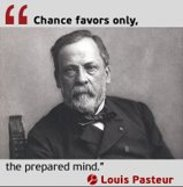 “
Chance favors only,
the prepared mind.”
Louis Pasteur